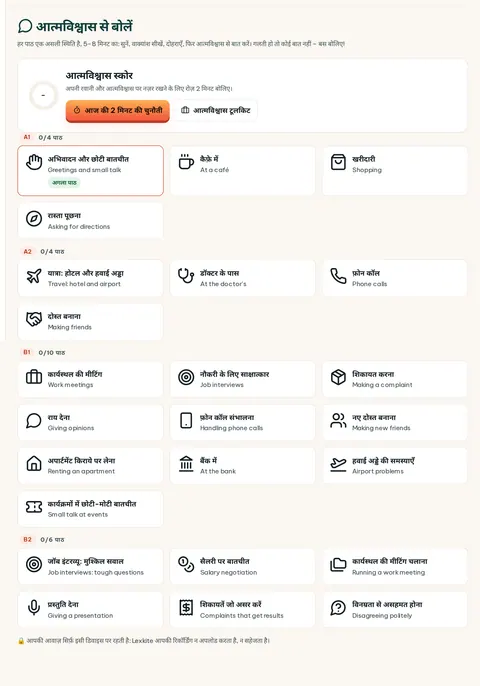 आत्मविश्वास से बोलें
हर पाठ एक असली स्थिति है, 5–8 मिनट का: सुनें, वाक्यांश सीखें, दोहराएँ, फिर आत्मविश्वास से बात करें। गलती हो तो कोई बात नहीं – बस बोलिए!
आत्मविश्वास स्कोर
अपनी रवानी और आत्मविश्वास पर नज़र रखने के लिए रोज़ 2 मिनट बोलिए।
–
आज की 2 मिनट की चुनौती
आत्मविश्वास टूलकिट
A1 0/4 पाठ
अभिवादन और छोटी बातचीत
Greetings and small talk
अगला पाठ
कैफ़े में
At a café
खरीदारी
Shopping
रास्ता पूछना
Asking for directions
A2 0/4 पाठ
यात्रा: होटल और हवाई अड्डा
Travel: hotel and airport
डॉक्टर के पास
At the doctor's
फ़ोन कॉल
Phone calls
दोस्त बनाना
Making friends
B1 0/10 पाठ
कार्यस्थल की मीटिंग
Work meetings
नौकरी के लिए साक्षात्कार
Job interviews
शिकायत करना
Making a complaint
राय देना
Giving opinions
फ़ोन कॉल संभालना
Handling phone calls
नए दोस्त बनाना
Making new friends
अपार्टमेंट किराये पर लेना
Renting an apartment
बैंक में
At the bank
हवाई अड्डे की समस्याएँ
Airport problems
कार्यक्रमों में छोटी-मोटी बातचीत
Small talk at events
B2 0/6 पाठ
जॉब इंटरव्यू: मुश्किल सवाल
Job interviews: tough questions
सैलरी पर बातचीत
Salary negotiation
कार्यस्थल की मीटिंग चलाना
Running a work meeting
प्रस्तुति देना
Giving a presentation
शिकायतें जो असर करें
Complaints that get results
विनम्रता से असहमत होना
Disagreeing politely
आपकी आवाज़ सिर्फ़ इसी डिवाइस पर रहती है: Lexkite आपकी रिकॉर्डिंग न अपलोड करता है, न सहेजता है।